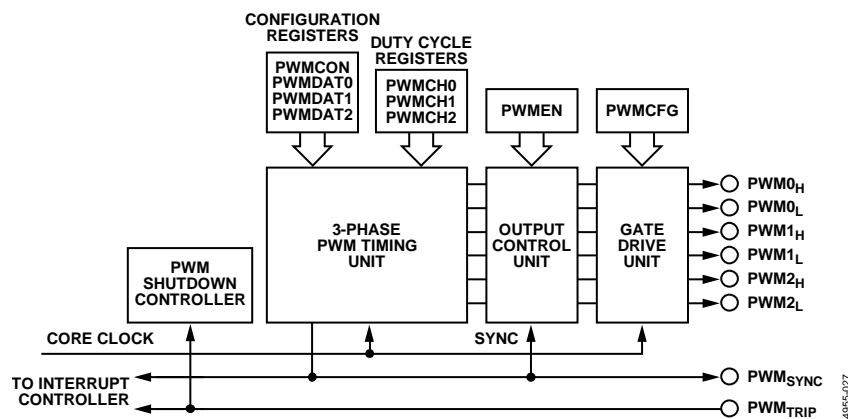 CONFIGURATION
REGISTERS
DUTY CYCLE
REGISTERS
PWMCON
PWMDAT0
PWMDAT1
PWMDAT2
PWMCH0
PWMCH1
PWMCH2
PWMEN
PWMCFG
3-PHASE
PWM TIMING
UNIT
OUTPUT
CONTROL
UNIT
GATE
DRIVE
UNIT
PWM0H
PWM0L
PWM1H
PWM1L
PWM2H
PWM2L
PWM
SHUTDOWN
CONTROLLER
CORE CLOCK
SYNC
TO INTERRUPT
CONTROLLER
PWMSYNC
PWMTRIP
4955-027